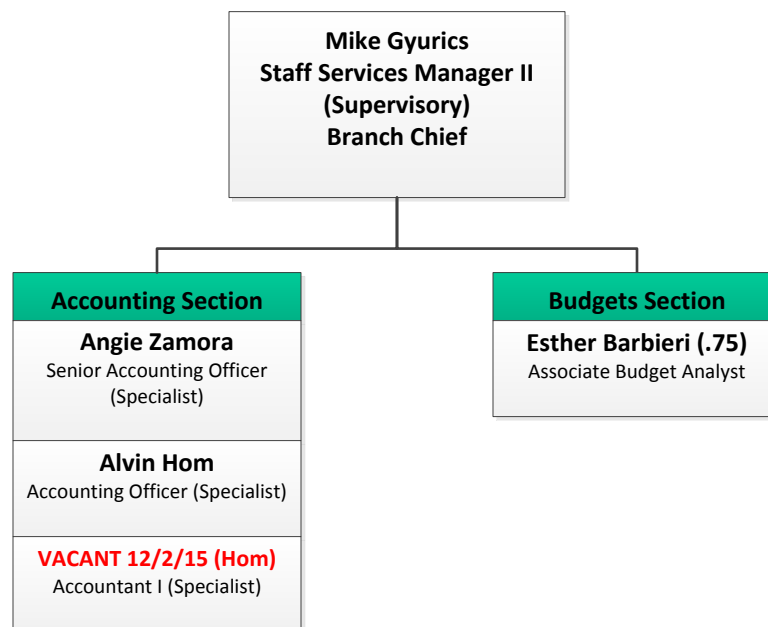 Mike Gyurics
Staff Services Manager II
(Supervisory)
Branch Chief
Accounting Section
Angie Zamora
Senior Accounting Officer
(Specialist)
Alvin Hom
Accounting Officer (Specialist)
VACANT 12/2/15 (Hom)
Accountant I (Specialist)
Budgets Section
Esther Barbieri (.75)
Associate Budget Analyst